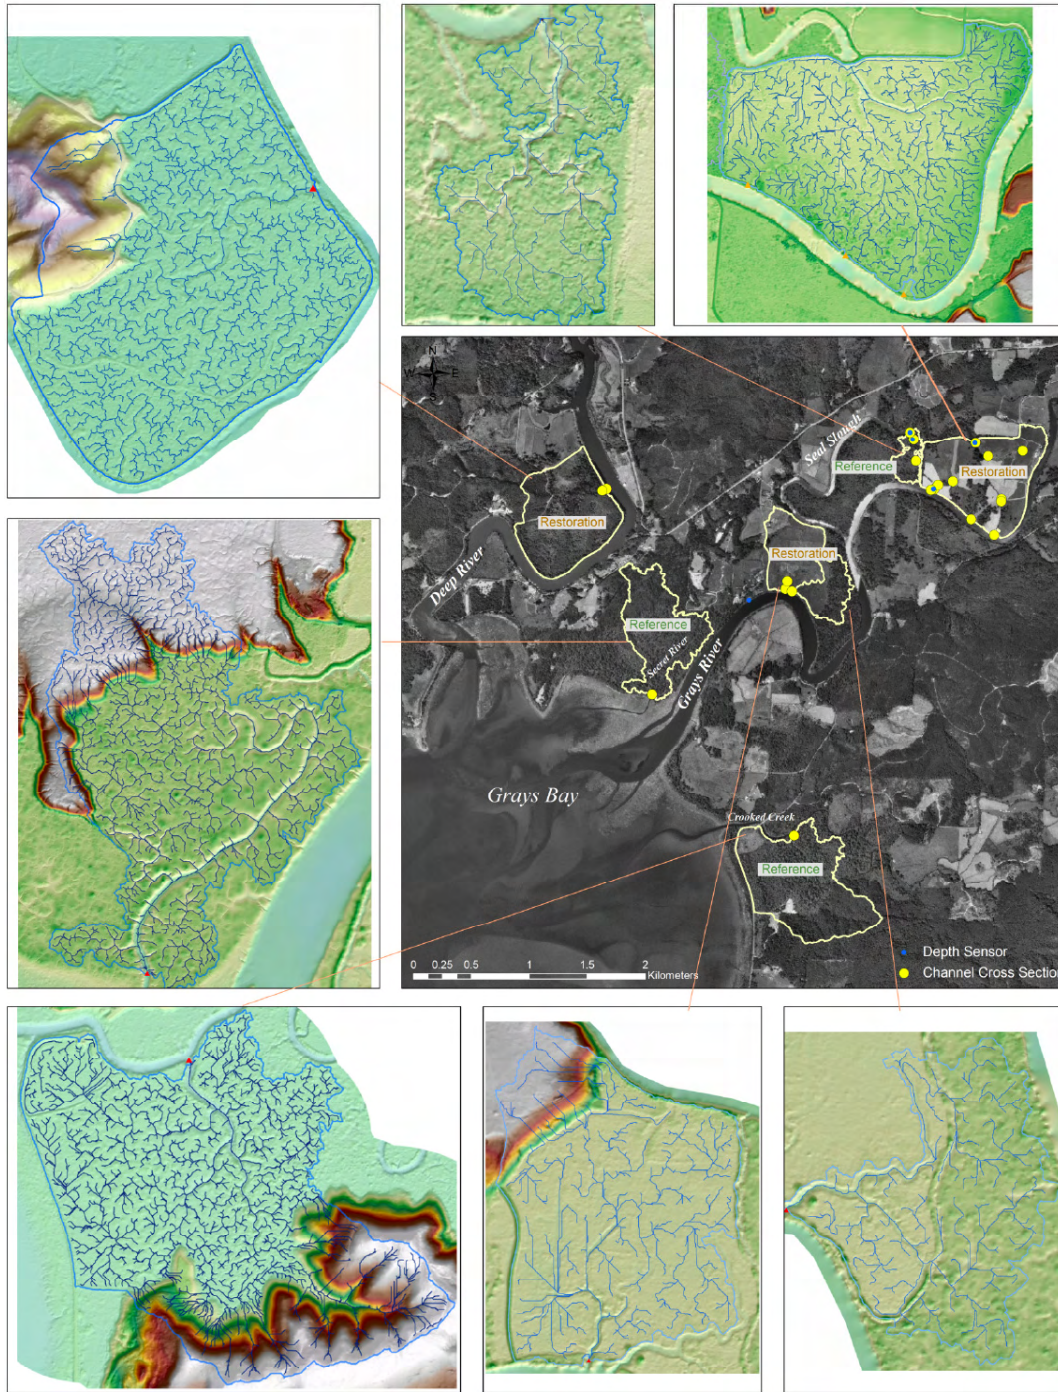 N
W E
S
Seal Slough
Reference
Restoration
Restoration
Deep River
Restoration
Reference
Secret River
Grays River
Grays Bay
Crooked Creek
Reference
Depth Sensor
Channel Cross Section
0 0.25 0.5 1 1.5 2
Kilometers